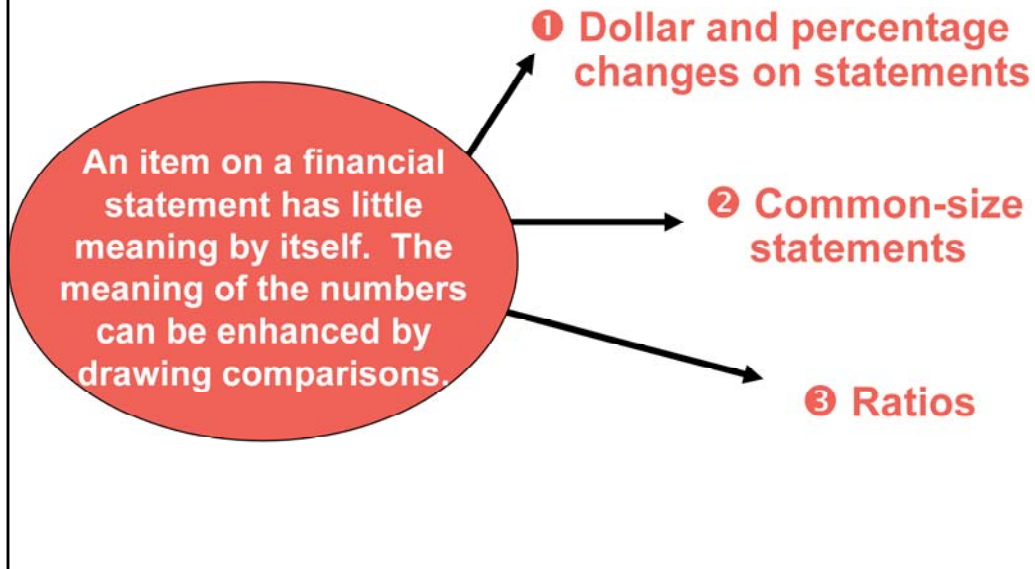 An item on a financial
statement has little
meaning by itself.  The
meaning of the numbers
can be enhanced by
drawing comparisons.
❶ Dollar and percentage
changes on statements
❷ Common-size
statements
❸ Ratios